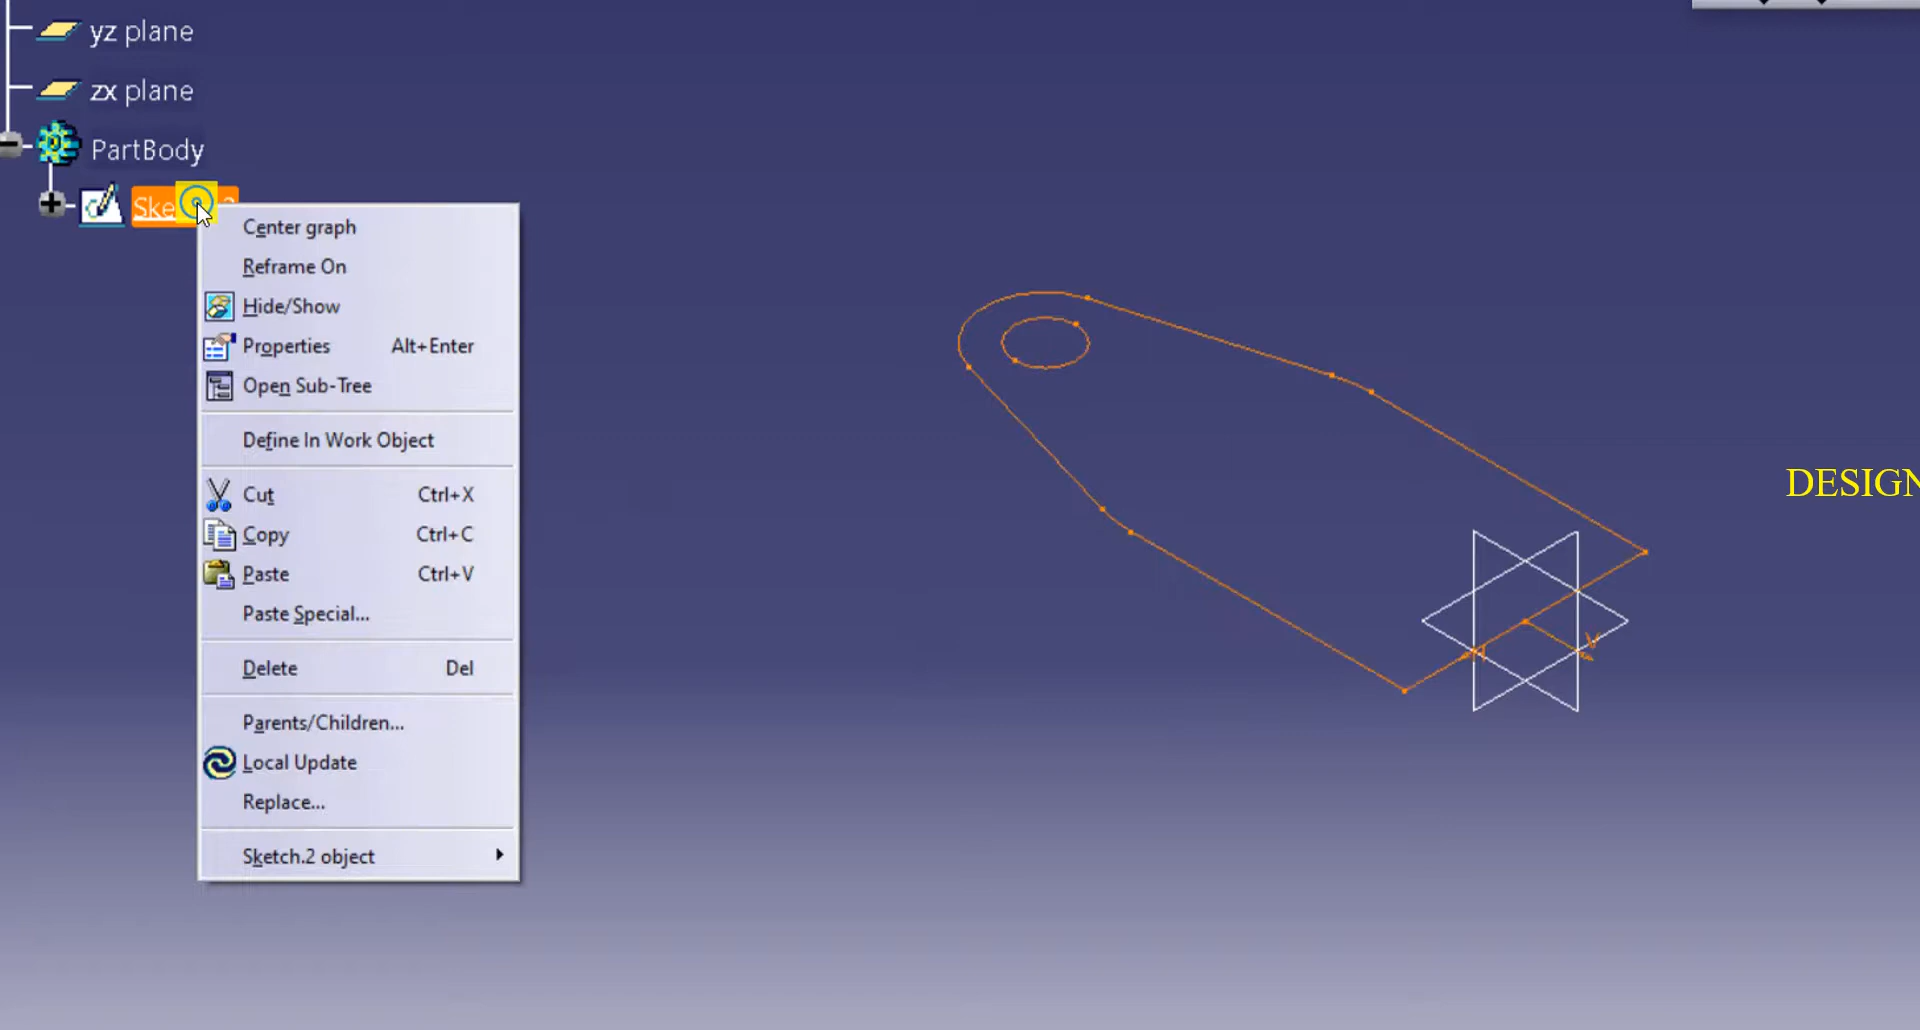 yz plane
zx plane
PartBody
Ske
Center graph
Reframe On
Hide/Show
Properties Alt+Enter
Open Sub-Tree
Define In Work Object
Cut Ctrl+X
Copy Ctrl+C
Paste Ctrl+V
Paste Special...
Delete Del
Parents/Children...
Local Update
Replace...
Sketch.2 object
DESIGN
V
H